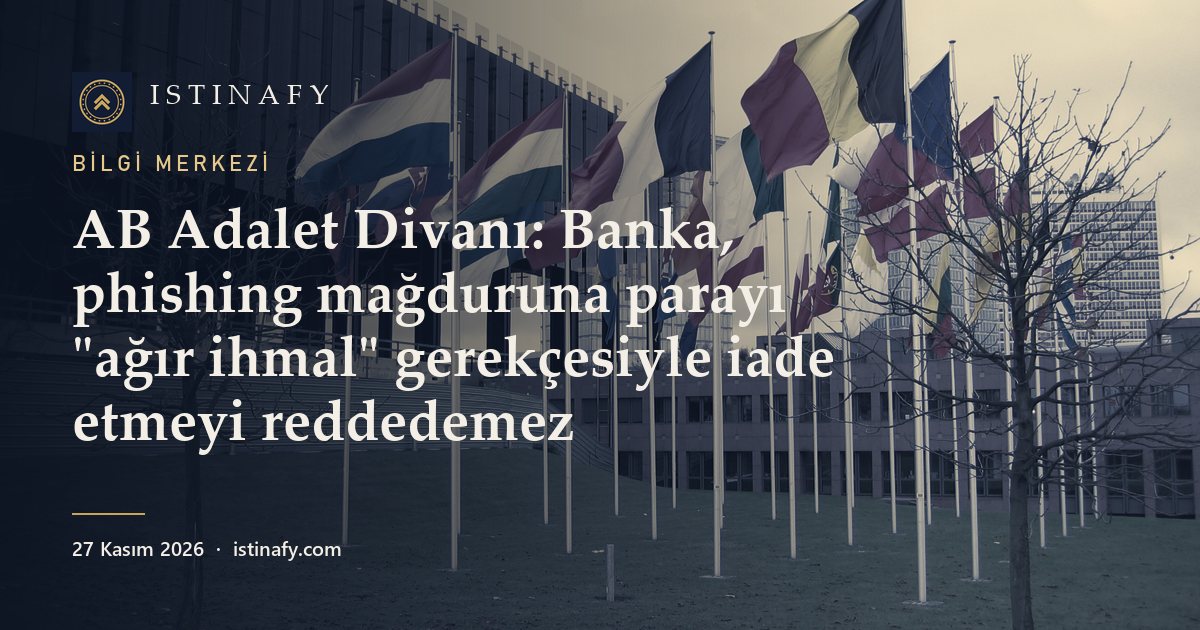 ISTINAFY
BİLGİ MERKEZİ
AB Adalet Divanı: Banka,
phishing mağduruna parayı
"ağır ihmal" gerekçesiyle iade
etmeyi reddedemez
27 Kasım 2026 · istinafy.com